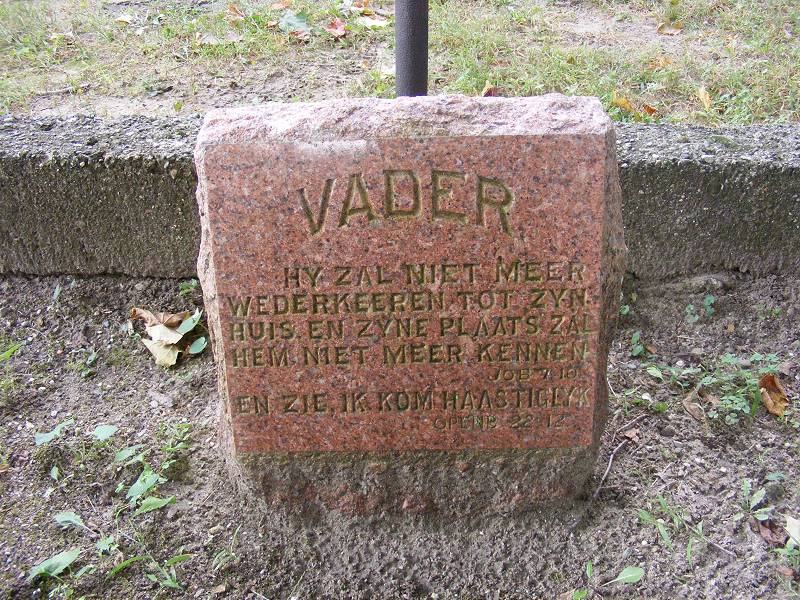 VADER
HY ZAL NIET MEER
WEDERKEEREN TOT ZYN
HUIS, EN ZYNE PLAATS ZAL
HEM NIET MEER KENNEN
JOB 7.10.
EN ZIE, IK KOM HAASTIGLYK
OPENB 22-12